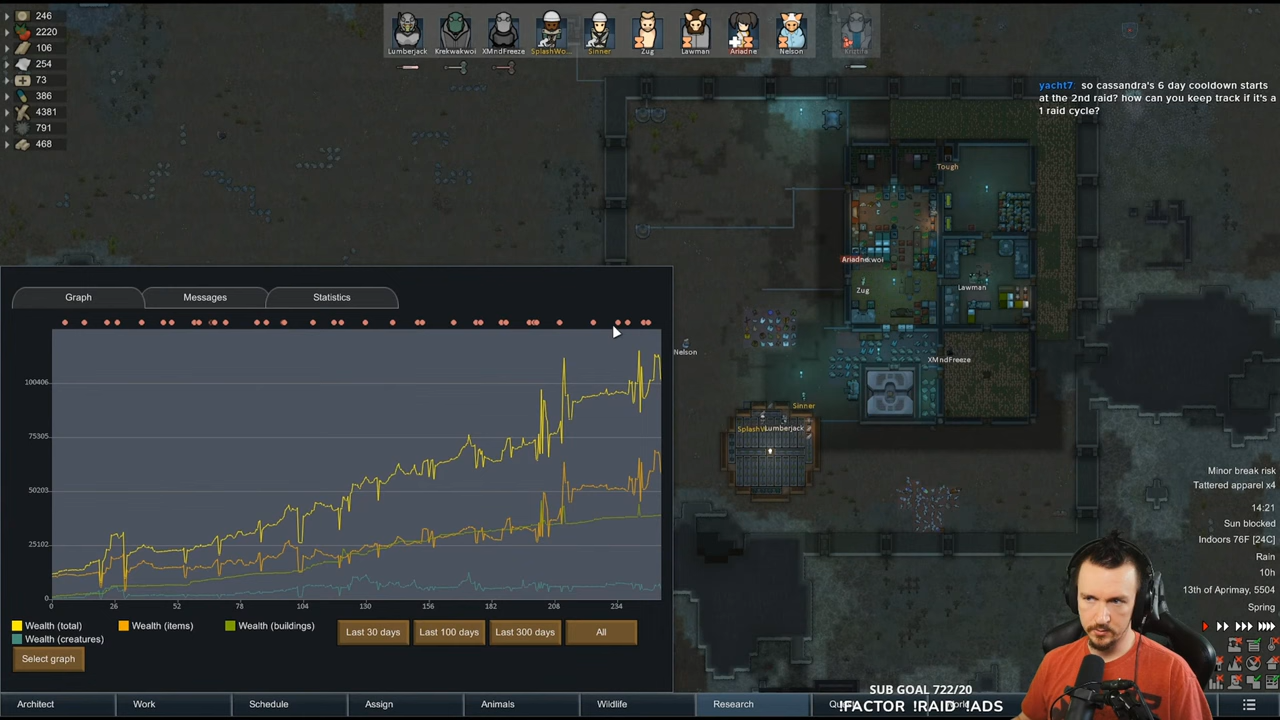 246
2220
106
254
73
386
4381
791
468
Lumberjack
Krekwakwoi
XMndFreeze
SplashWo...
Sinner
Zug
Lawman
Ariadne
Nelson
yacht7: so cassandra's 6 day cooldown starts
at the 2nd raid? how can you keep track if it's a
1 raid cycle?
Tough
Zug
Lawman
Nelson
XMndFreeze
Sinner
Lumberjack
Graph
Messages
Statistics
100406
75305
50203
25102
0
0
26
52
78
104
130
156
182
208
234
Wealth (total)
Wealth (items)
Wealth (buildings)
Wealth (creatures)
Last 30 days
Last 100 days
Last 300 days
All
Select graph
Minor break risk
Tattered apparel x4
14:21
Sun blocked
Indoors 76F [24C]
Rain
10h
13th of Aprimay, 5504
Spring
SUB GOAL 722/20
!FACTOR !RAID !ADS
Architect
Work
Schedule
Assign
Animals
Wildlife
Research